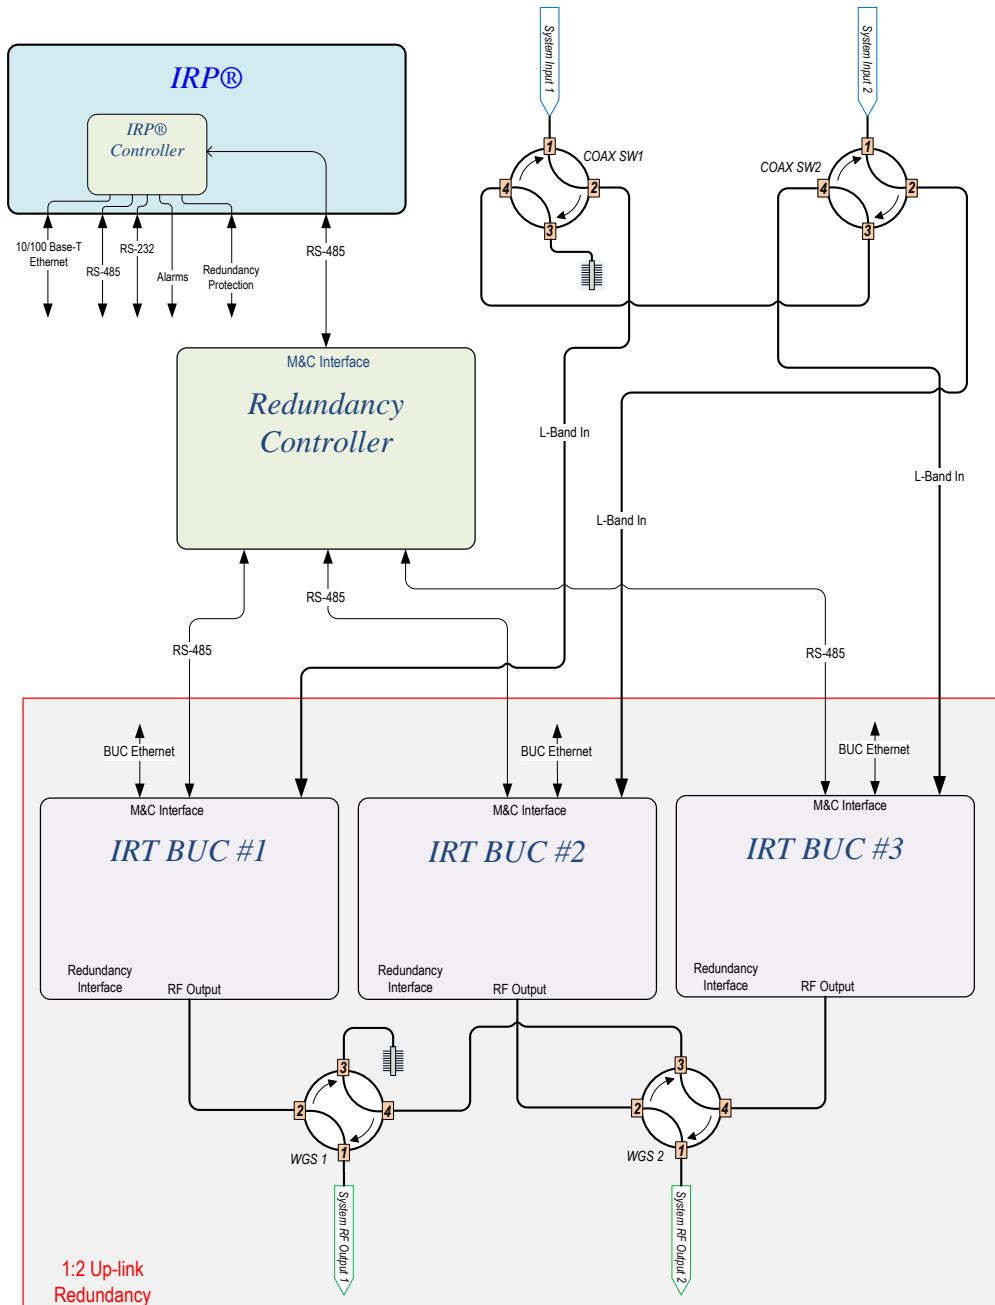 IRP®
IRP®
Controller
10/100 Base-T
Ethernet
RS-485
RS-232
Alarms
Redundancy
Protection
RS-485
System Input 1
System Input 2
1
COAX SW1
4
2
3
1
COAX SW2
4
2
3
M&C Interface
Redundancy
Controller
L-Band In
L-Band In
L-Band In
RS-485
RS-485
RS-485
BUC Ethernet
BUC Ethernet
BUC Ethernet
M&C Interface
IRT BUC #1
Redundancy
Interface
RF Output
M&C Interface
IRT BUC #2
Redundancy
Interface
RF Output
M&C Interface
IRT BUC #3
Redundancy
Interface
RF Output
3
2
4
1
WGS 1
3
2
4
1
WGS 2
System RF Output 1
System RF Output 2
1:2 Up-link
Redundancy